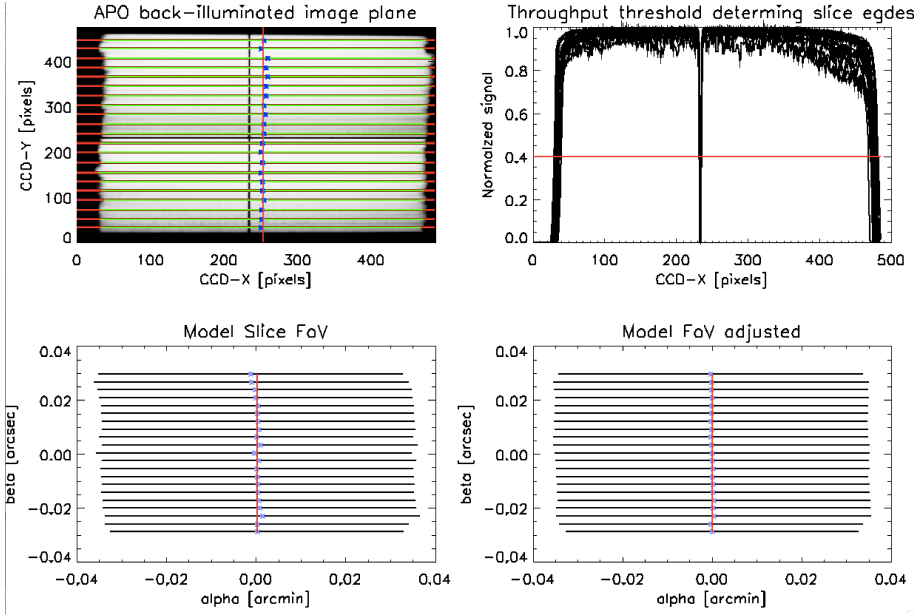 APO back-illuminated image plane
CCD-Y [pixels]
400
300
200
100
0
0 100 200 300 400
CCD-X [pixels]
Throughput threshold determing slice egdes
Normalized signal
1.0
0.8
0.6
0.4
0.2
0.0
0 100 200 300 400 500
CCD-X [pixels]
Model Slice FoV
beta [arcsec]
0.04
0.02
0.00
-0.02
-0.04
-0.04 -0.02 0.00 0.02 0.04
alpha [arcmin]
Model FoV adjusted
beta [arcsec]
0.04
0.02
0.00
-0.02
-0.04
-0.04 -0.02 0.00 0.02 0.04
alpha [arcmin]